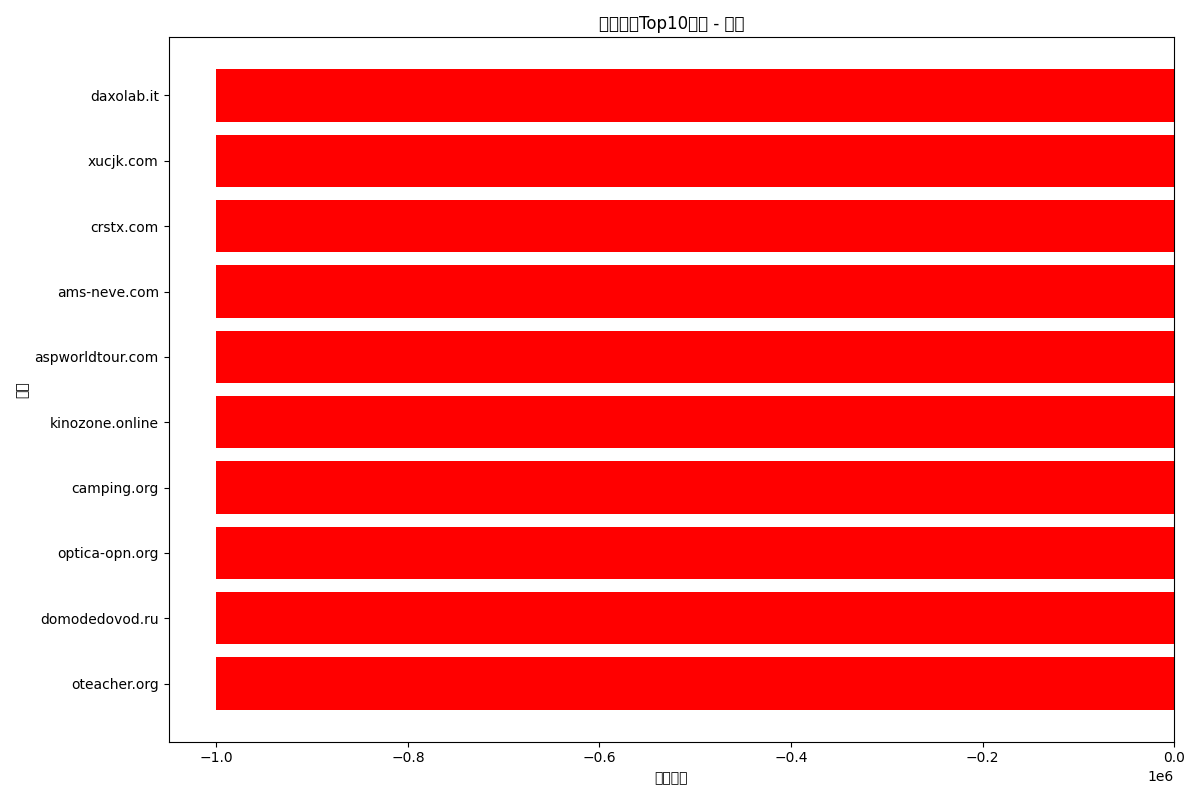 Top10 -
daxolab.it
xucjk.com
crstx.com
ams-neve.com
aspworldtour.com
kinozone.online
camping.org
optica-opn.org
domodedovod.ru
oteacher.org
−1.0
−0.8
−0.6
−0.4
−0.2
0.0
1e6